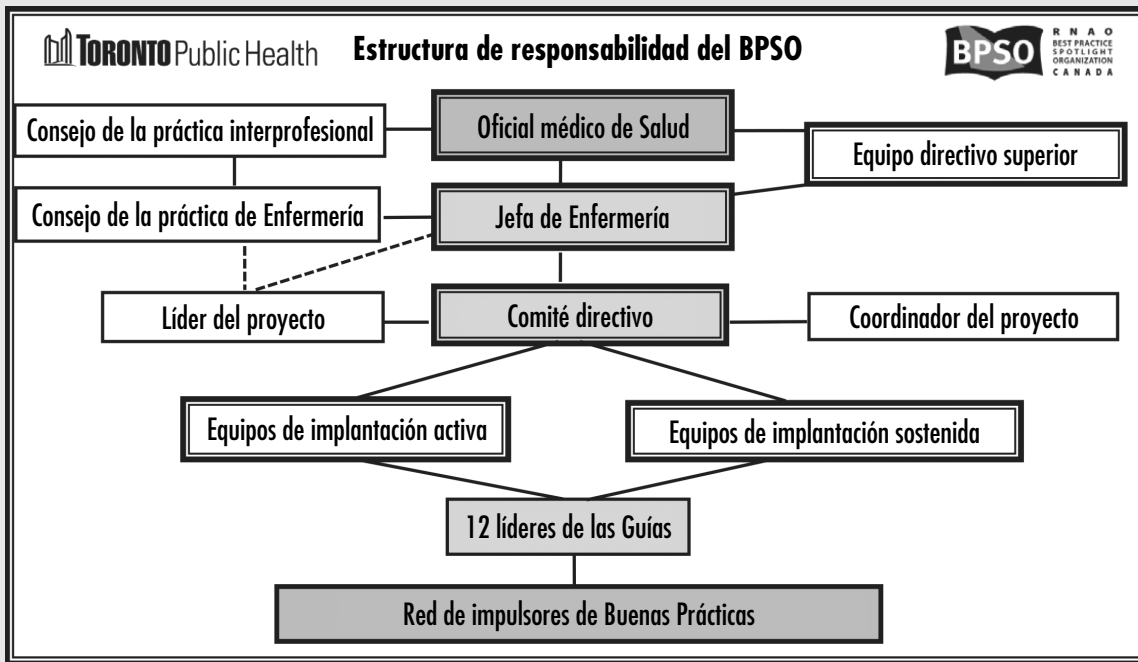 TORONTO Public Health
Estructura de responsabilidad del BPSO
BPSO
RNAO
BEST PRACTICE
SPOTLIGHT
ORGANIZATION
CANADA
Consejo de la práctica interprofesional
Oficial médico de Salud
Equipo directivo superior
Consejo de la práctica de Enfermería
Jefa de Enfermería
Líder del proyecto
Comité directivo
Coordinador del proyecto
Equipos de implantación activa
Equipos de implantación sostenida
12 líderes de las Guías
Red de impulsores de Buenas Prácticas